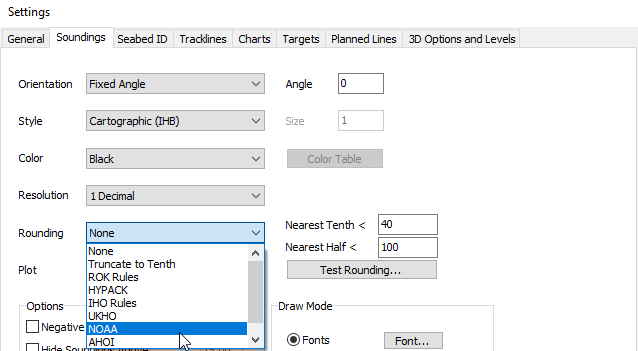 Settings
General Soundings Seabed ID Tracklines Charts Targets Planned Lines 3D Options and Levels
Orientation Fixed Angle Angle 0
Style Cartographic (IHB) Size 1
Color Black Color Table
Resolution 1 Decimal
Rounding None Nearest Tenth < 40
None Nearest Half < 100
Truncate to Tenth
Plot ROK Rules Test Rounding...
HYPACK
IHO Rules
Options UKHO Draw Mode
Negative NOAA
AHOI Fonts Font...